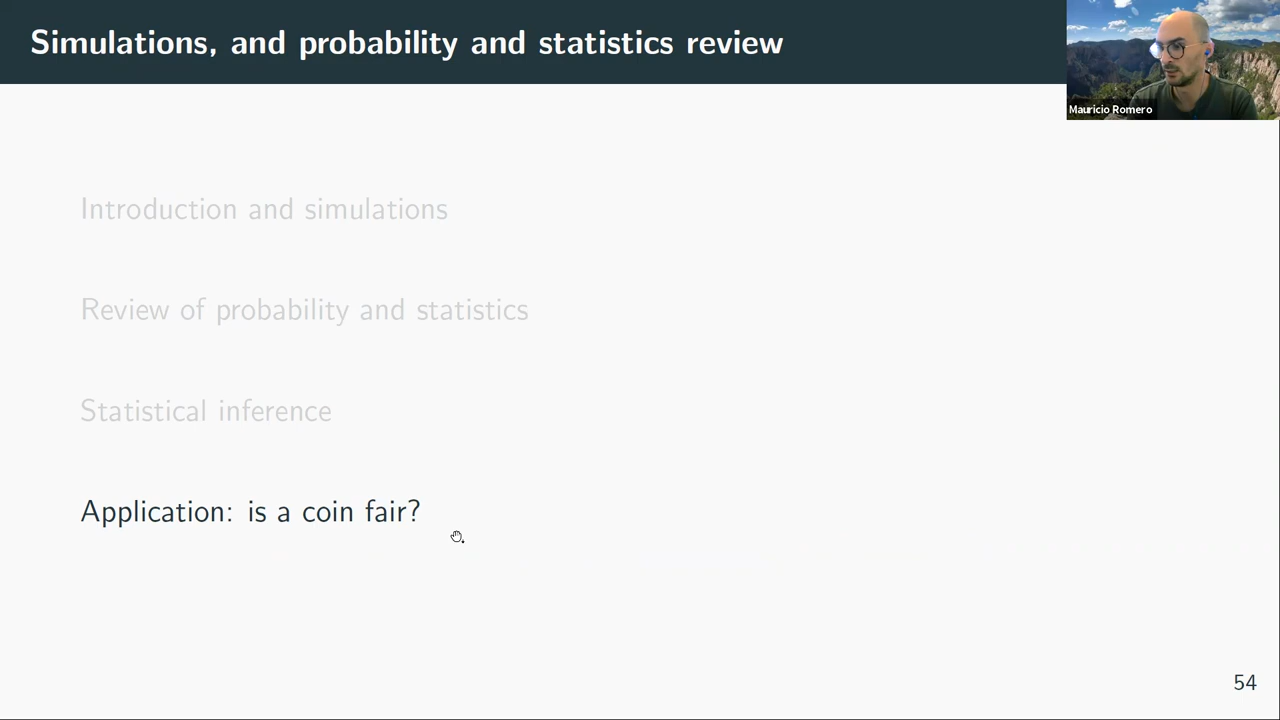 Simulations, and probability and statistics review
Mauricio Romero
Introduction and simulations
Review of probability and statistics
Statistical inference
Application: is a coin fair?
54